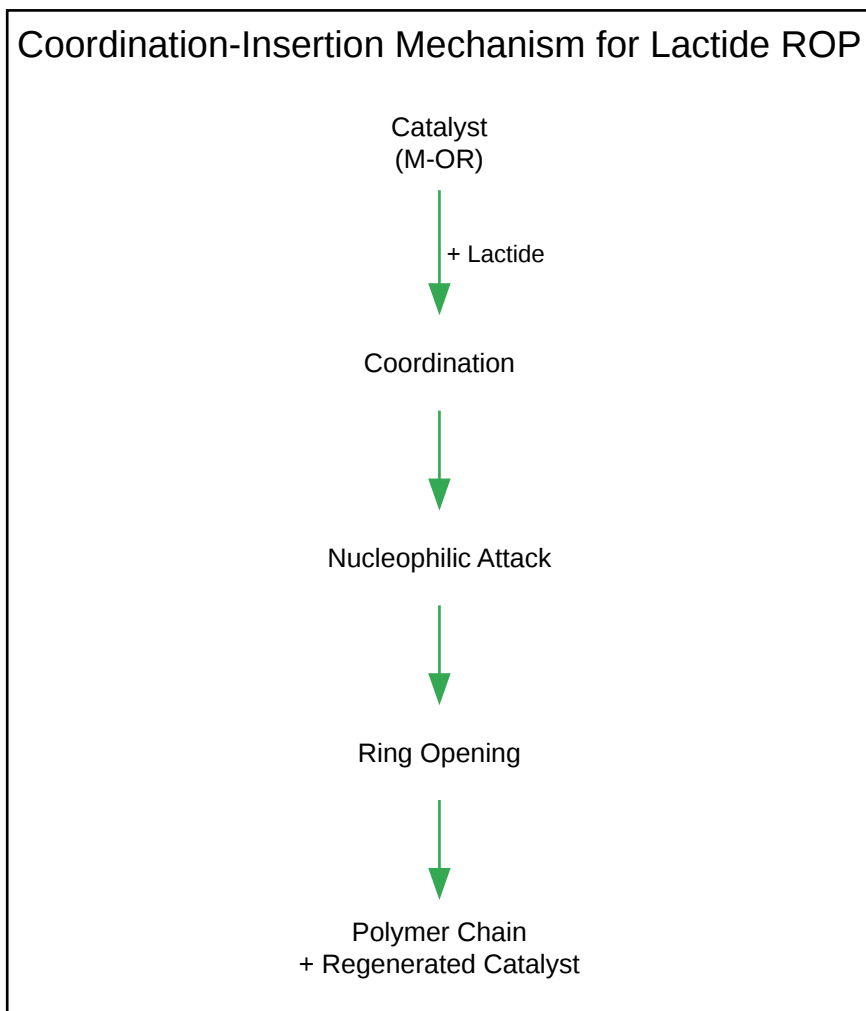 Coordination-Insertion Mechanism for Lactide ROP
Catalyst
(M-OR)
+ Lactide
Coordination
Nucleophilic Attack
Ring Opening
Polymer Chain
+ Regenerated Catalyst